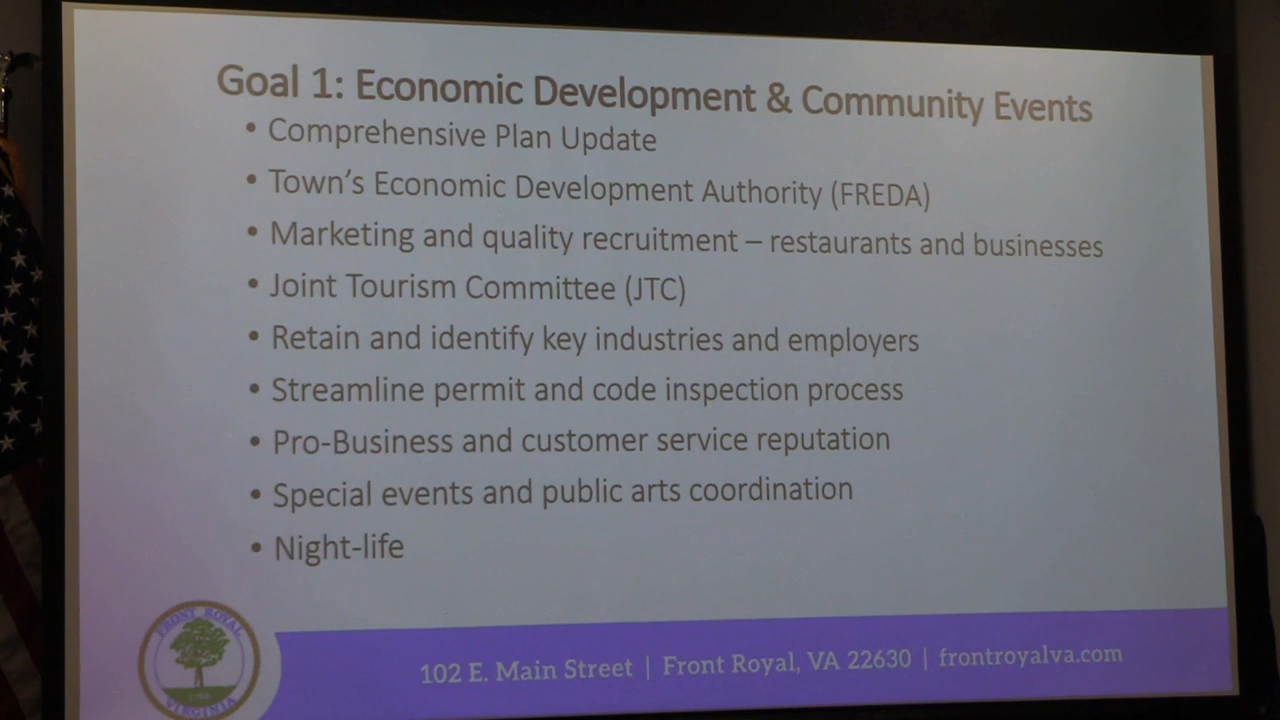 Goal 1: Economic Development & Community Events
• Comprehensive Plan Update
• Town's Economic Development Authority (FREDA)
• Marketing and quality recruitment – restaurants and businesses
• Joint Tourism Committee (JTC)
• Retain and identify key industries and employers
• Streamline permit and code inspection process
• Pro-Business and customer service reputation
• Special events and public arts coordination
• Night-life
FRONT ROYAL
VIRGINIA
102 E. Main Street | Front Royal, VA 22630 | frontroyalva.com